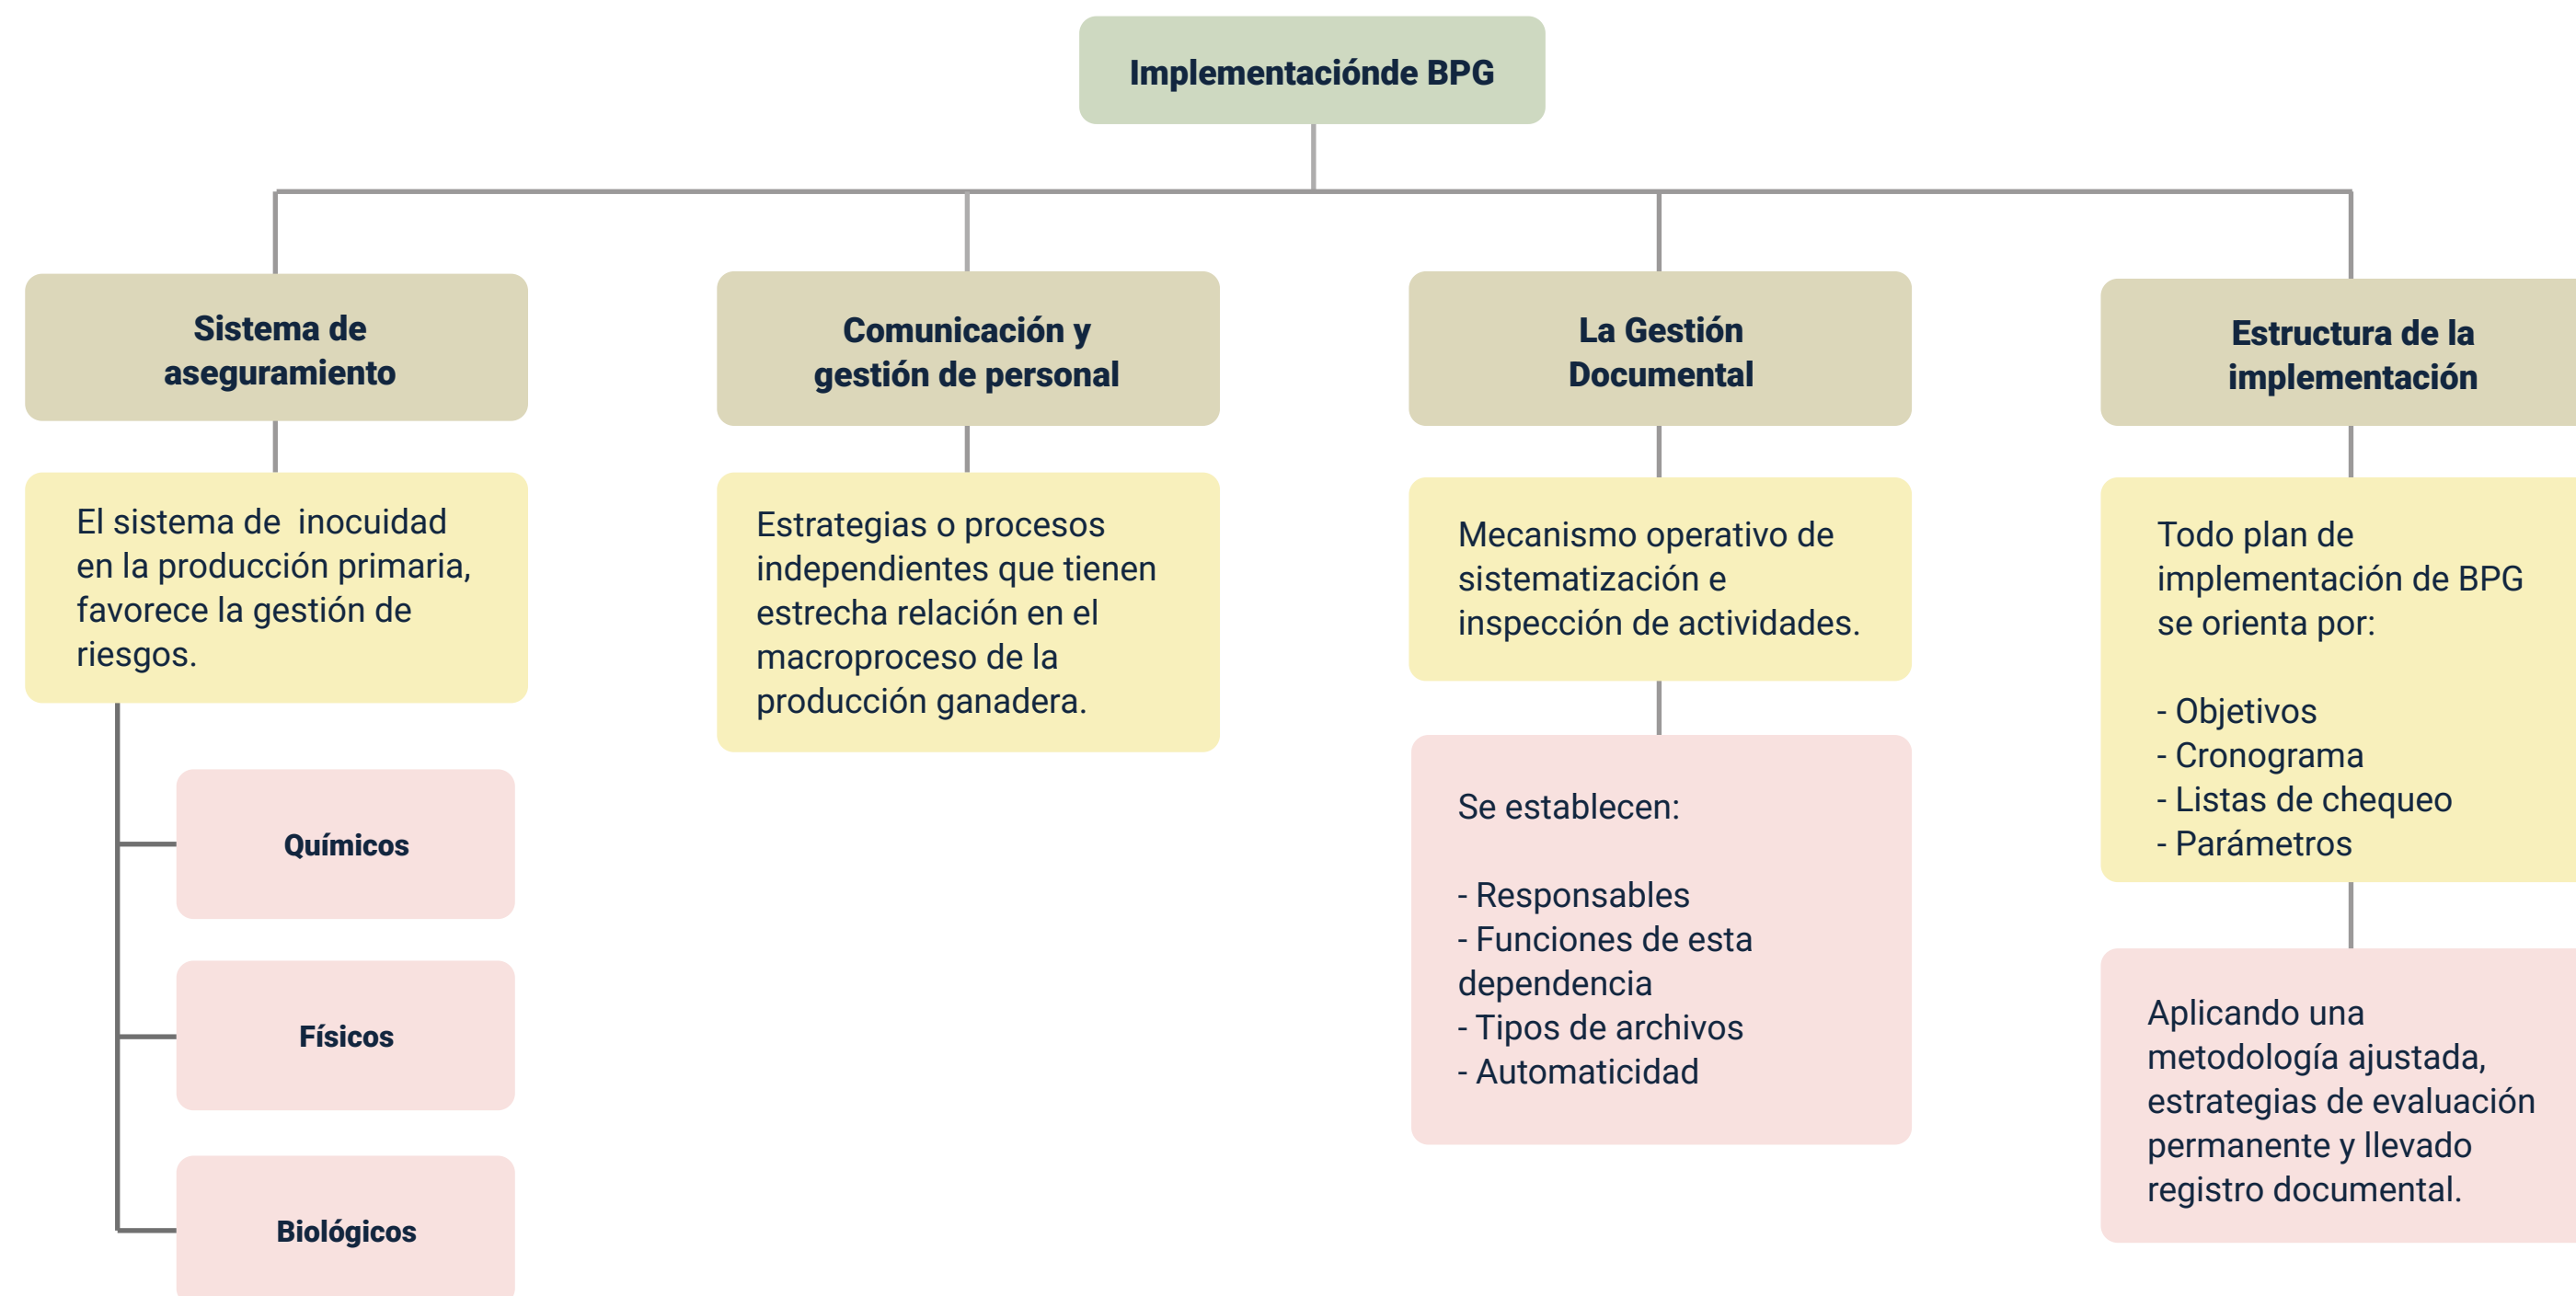 Implementaciónde BPG
Sistema de
aseguramiento
El sistema de  inocuidad
en la producción primaria,
favorece la gestión de
riesgos.
Químicos
Físicos
Biológicos
Comunicación y
gestión de personal
Estrategias o procesos
independientes que tienen
estrecha relación en el
macroproceso de la
producción ganadera.
La Gestión
Documental
Mecanismo operativo de
sistematización e
inspección de actividades.
Se establecen:
- Responsables
- Funciones de esta
dependencia
- Tipos de archivos
- Automaticidad
Estructura de la
implementación
Todo plan de
implementación de BPG
se orienta por:
- Objetivos
- Cronograma
- Listas de chequeo
- Parámetros
Aplicando una
metodología ajustada,
estrategias de evaluación
permanente y llevado
registro documental.